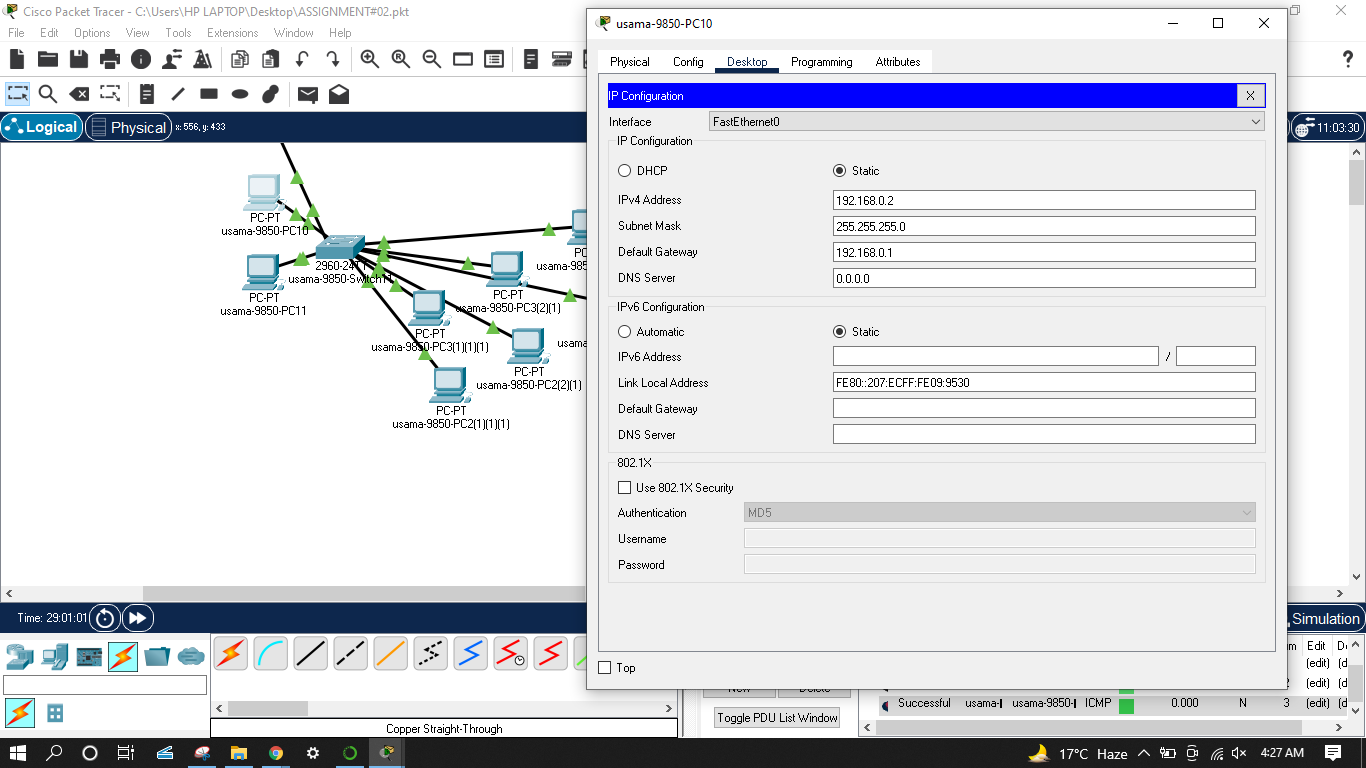 Cisco Packet Tracer - C:\Users\HP LAPTOP\Desktop\ASSIGNMENT#02.pkt
File Edit Options View Tools Extensions Window Help
Logical Physical x: 556, y: 433
11:03:30
PC-PT
usama-9850-PC10
2960-24TT
usama-9850-Switch11
PC-PT
usama-9850-PC11
PC-PT
usama-9850-PC3(2)(1)
PC-PT
usama-9850-PC3(1)(1)(1)
PC-PT
usama-9850-PC2(2)(1)
PC-PT
usama-9850-PC2(1)(1)(1)
usama-9850-PC10
Physical Config Desktop Programming Attributes
IP Configuration X
Interface FastEthernet0
IP Configuration
DHCP Static
IPv4 Address 192.168.0.2
Subnet Mask 255.255.255.0
Default Gateway 192.168.0.1
DNS Server 0.0.0.0
IPv6 Configuration
Automatic Static
IPv6 Address /
Link Local Address FE80::207:ECFF:FE09:9530
Default Gateway
DNS Server
802.1X
Use 802.1X Security
Authentication MD5
Username
Password
Top
Time: 29:01:01
Simulation
Copper Straight-Through
New Delete
Toggle PDU List Window
Edit
(edit)
(edit)
Successful usama-I usama-9850-I ICMP 0.000 N 3 (edit)
17°C Haze 4:27 AM